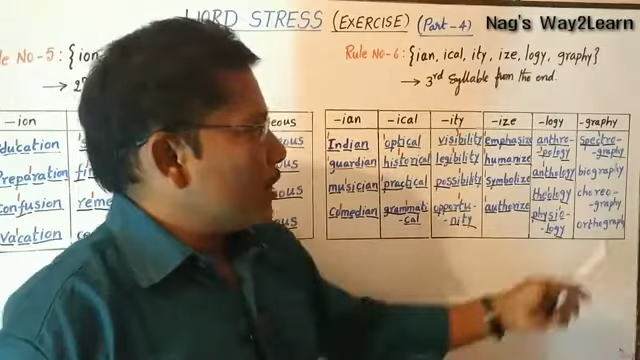 WORD STRESS (EXERCISE) (Part-4)
Nag's Way2Learn
Rule No-5: {ion
→ 2
Rule No-6: {ian, ical, ity, ize, logy, graphy}
→ 3rd Syllable from the end.
-ion
eous
education
Preparation
Confusion
Vacation
-ian -ical -ity -ize -logy -graphy
Indian optical visibility emphasize anthro-
-pology
Spectro-
-graphy
guardian historical legibility humanize anthology biography
musician practical possibility symbolize theology choreo-
-graphy
Comedian grammati-
-cal
opportu-
-nity
authorize physio-
-logy
orthography